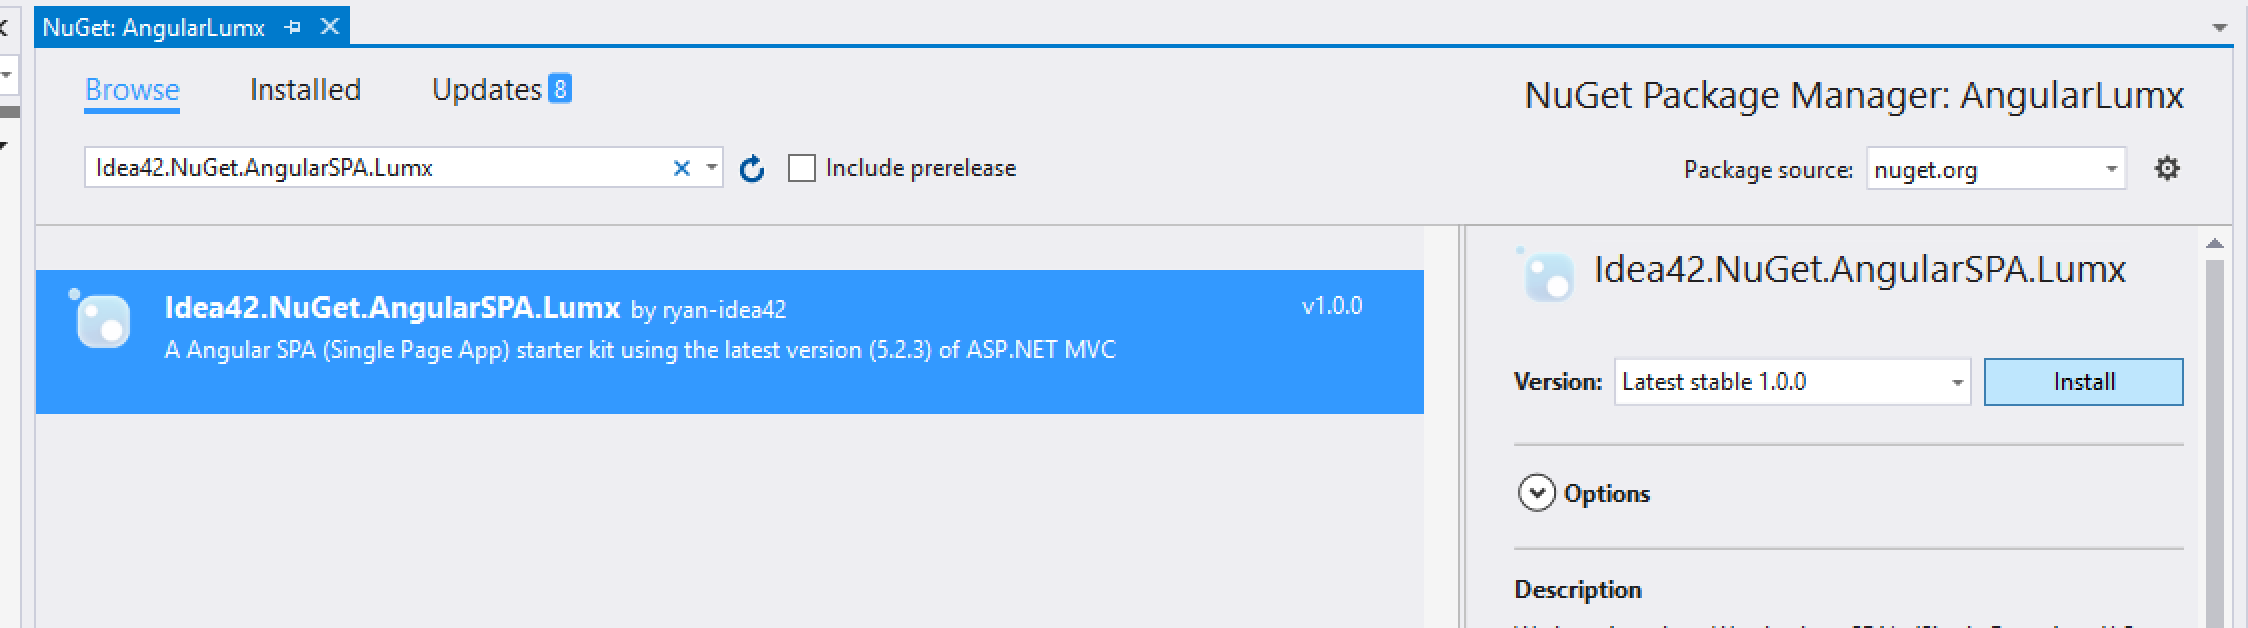 NuGet: AngularLumx
Browse Installed Updates 8
NuGet Package Manager: AngularLumx
Idea42.NuGet.AngularSPA.Lumx
Include prerelease
Package source: nuget.org
Idea42.NuGet.AngularSPA.Lumx by ryan-idea42 v1.0.0
A Angular SPA (Single Page App) starter kit using the latest version (5.2.3) of ASP.NET MVC
Idea42.NuGet.AngularSPA.Lumx
Version: Latest stable 1.0.0 Install
Options
Description